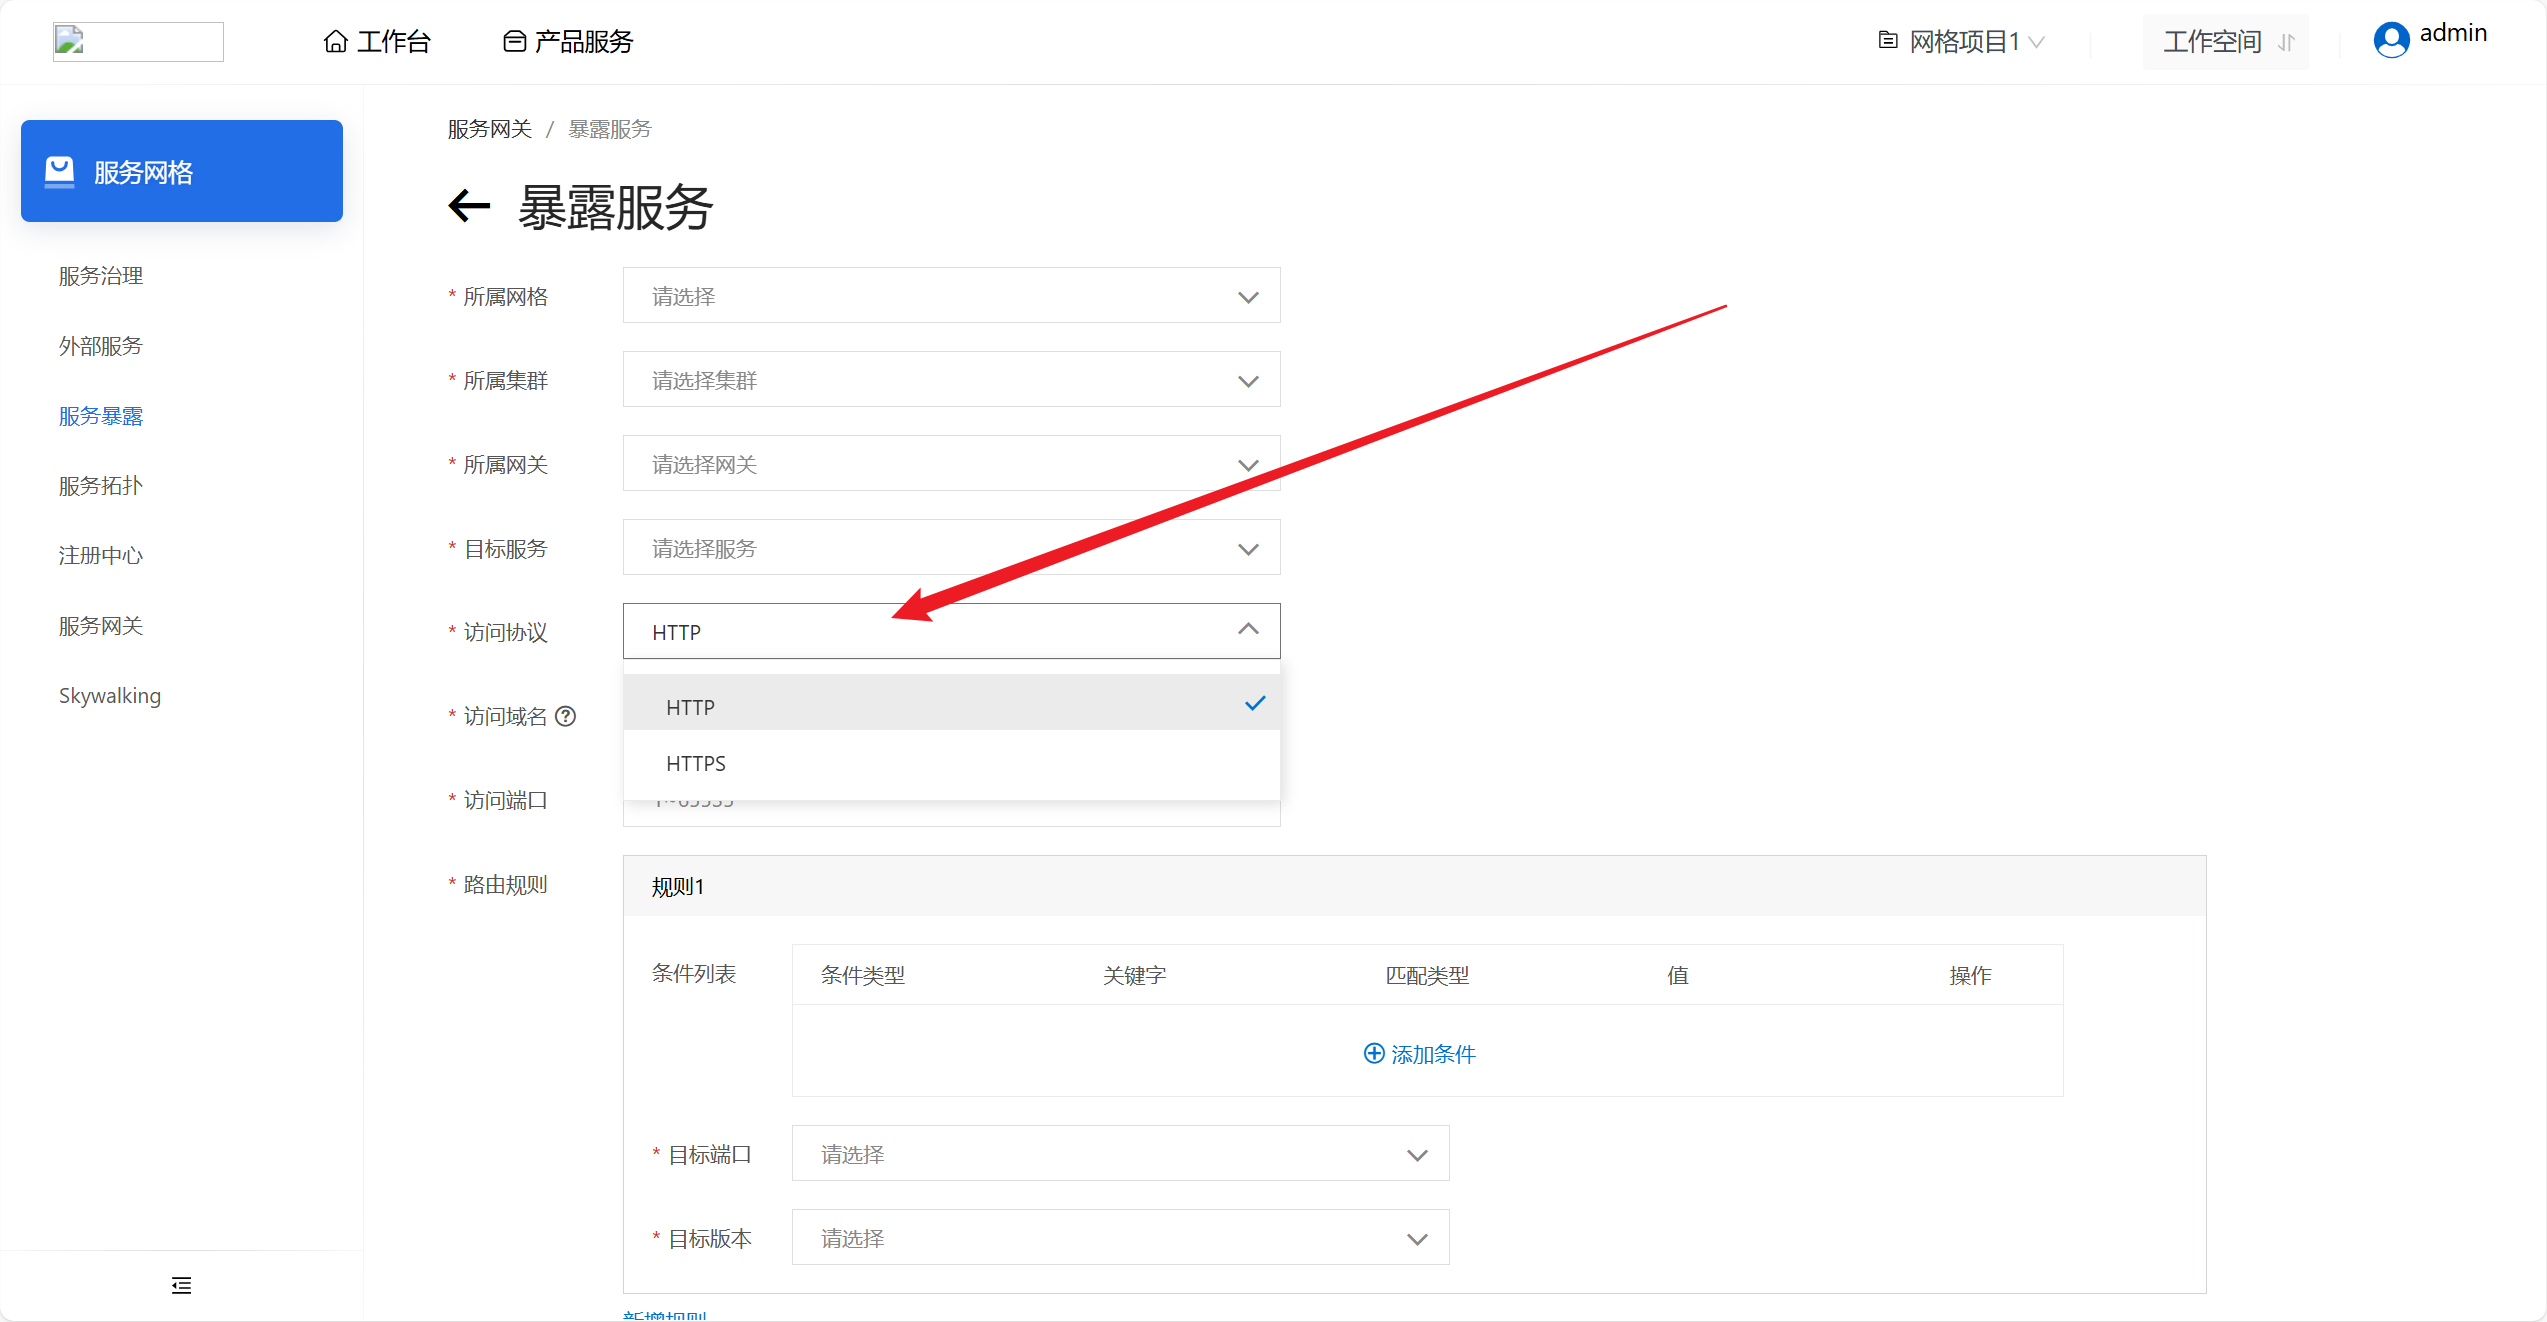 工作台
产品服务
网格项目1
工作空间
admin
服务网格
服务治理
外部服务
服务暴露
服务拓扑
注册中心
服务网关
Skywalking
服务网关 / 暴露服务
暴露服务
* 所属网格 请选择
* 所属集群 请选择集群
* 所属网关 请选择网关
* 目标服务 请选择服务
* 访问协议 HTTP
HTTP
HTTPS
* 访问域名
* 访问端口 1~65535
* 路由规则
规则1
条件列表
条件类型 关键字 匹配类型 值 操作
添加条件
* 目标端口 请选择
* 目标版本 请选择
新增规则